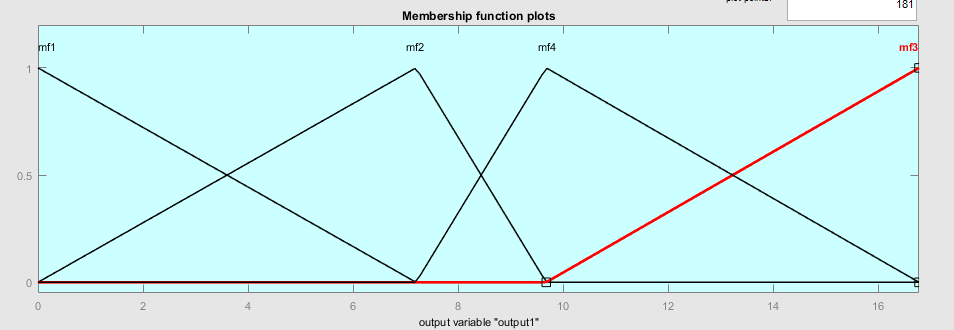 181
Membership function plots
mf1 mf2 mf4 mf3
1
0.5
0
0 2 4 6 8 10 12 14 16
output variable "output1"